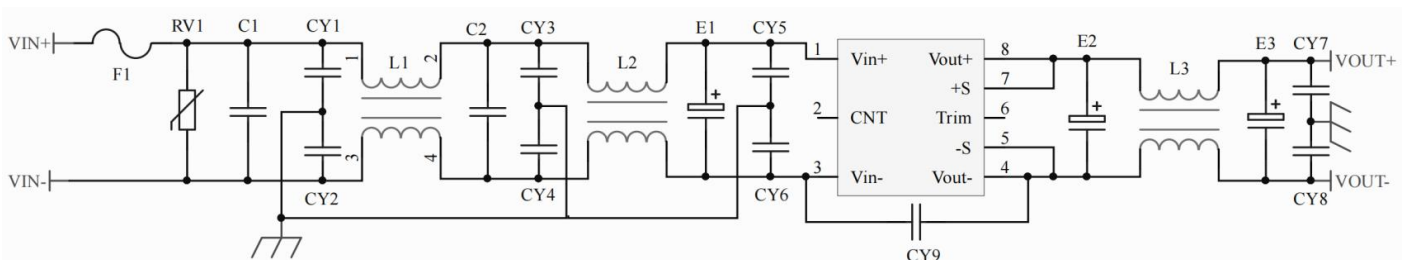 VIN+
F1
RV1
C1
CY1
1
L1
2
C2
CY3
L2
E1
+
CY5
1
Vin+
Vout+
8
+S
7
2
CNT
Trim
6
-S
5
3
Vin-
Vout-
4
E2
+
L3
E3
+
CY7
VOUT+
VIN-
CY2
3
4
CY4
CY6
CY9
CY8
VOUT-